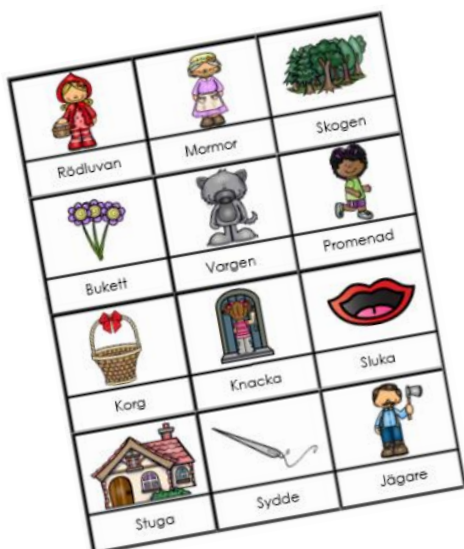 Rödluvan
Mormor
Skogen
Bukett
Vargen
Promenad
Korg
Knacka
Sluka
Stuga
Sydde
Jägare